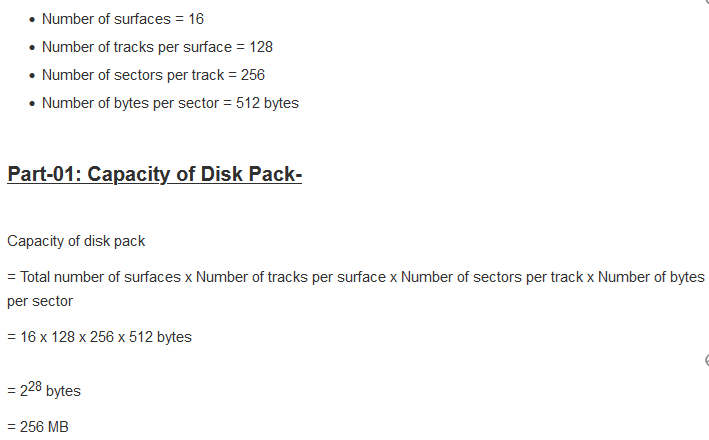 • Number of surfaces = 16
• Number of tracks per surface = 128
• Number of sectors per track = 256
• Number of bytes per sector = 512 bytes
Part-01: Capacity of Disk Pack-
Capacity of disk pack
= Total number of surfaces x Number of tracks per surface x Number of sectors per track x Number of bytes
per sector
= 16 x 128 x 256 x 512 bytes
= 2²⁸ bytes
= 256 MB